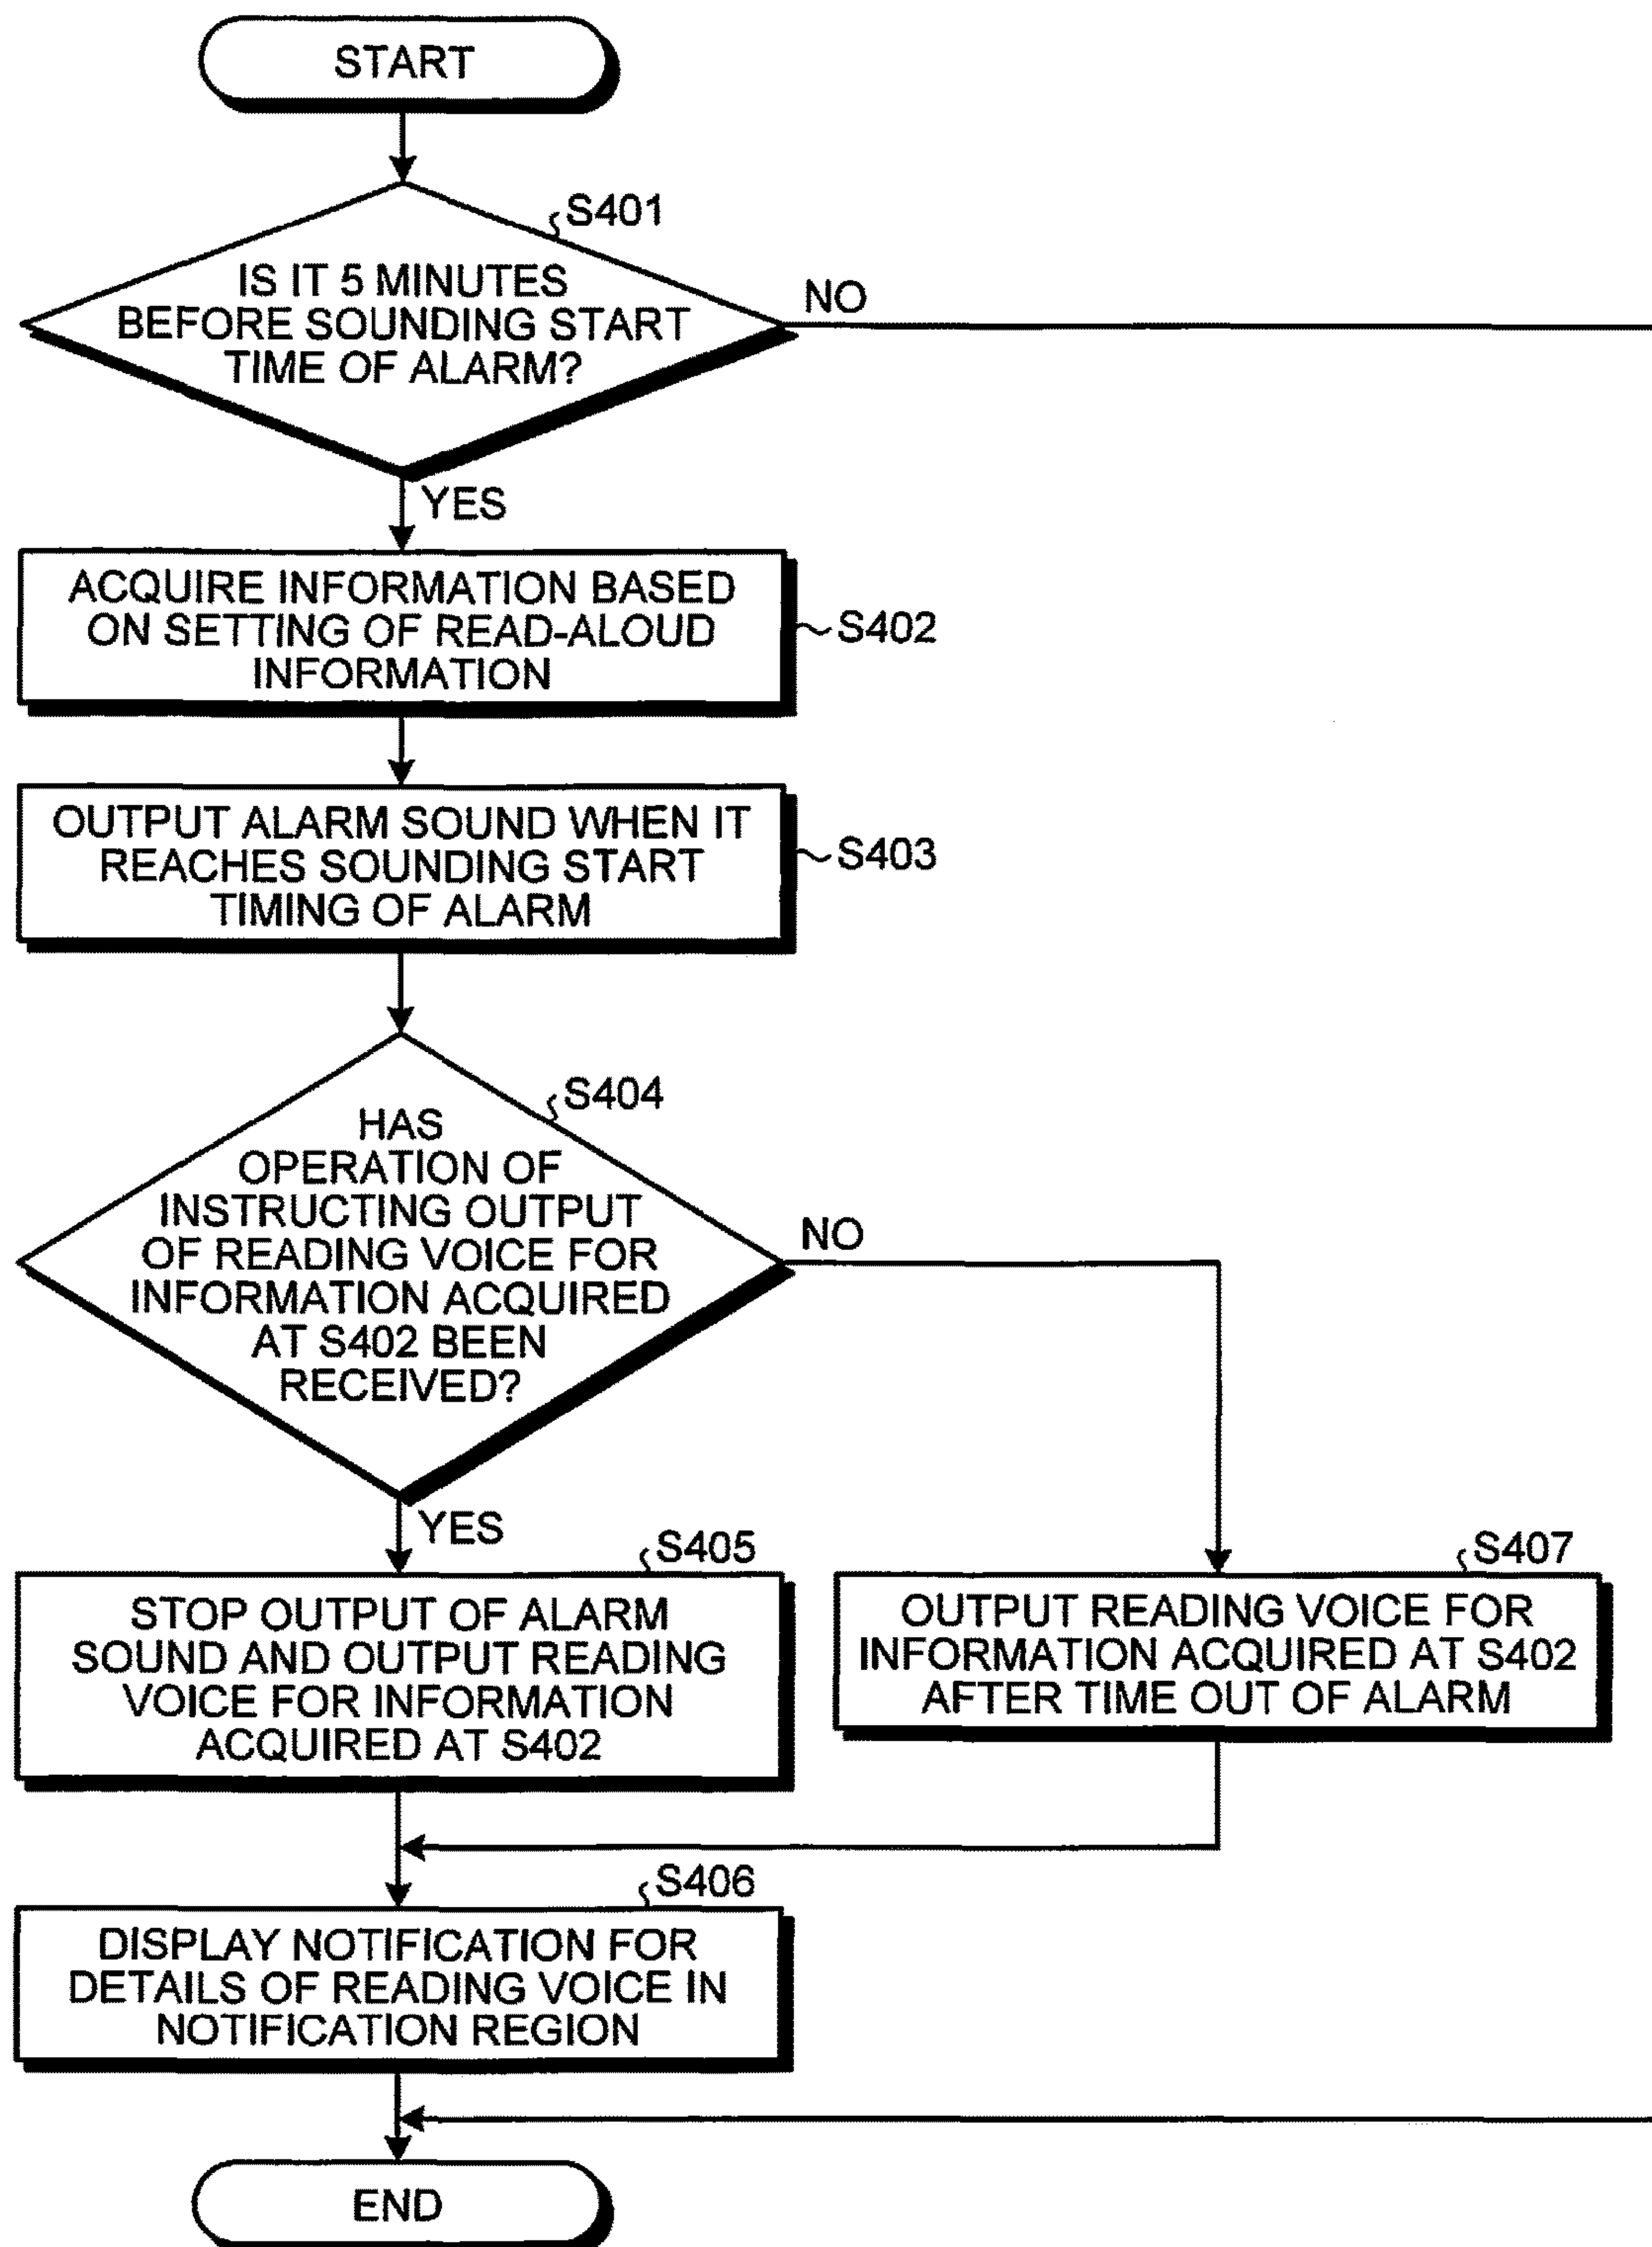 START
S401
IS IT 5 MINUTES
BEFORE SOUNDING START
TIME OF ALARM?
NO
YES
ACQUIRE INFORMATION BASED
ON SETTING OF READ-ALOUD
INFORMATION
S402
OUTPUT ALARM SOUND WHEN IT
REACHES SOUNDING START
TIMING OF ALARM
S403
S404
HAS
OPERATION OF
INSTRUCTING OUTPUT
OF READING VOICE FOR
INFORMATION ACQUIRED
AT S402 BEEN
RECEIVED?
NO
YES
S405
STOP OUTPUT OF ALARM
SOUND AND OUTPUT READING
VOICE FOR INFORMATION
ACQUIRED AT S402
S407
OUTPUT READING VOICE FOR
INFORMATION ACQUIRED AT S402
AFTER TIME OUT OF ALARM
S406
DISPLAY NOTIFICATION FOR
DETAILS OF READING VOICE IN
NOTIFICATION REGION
END